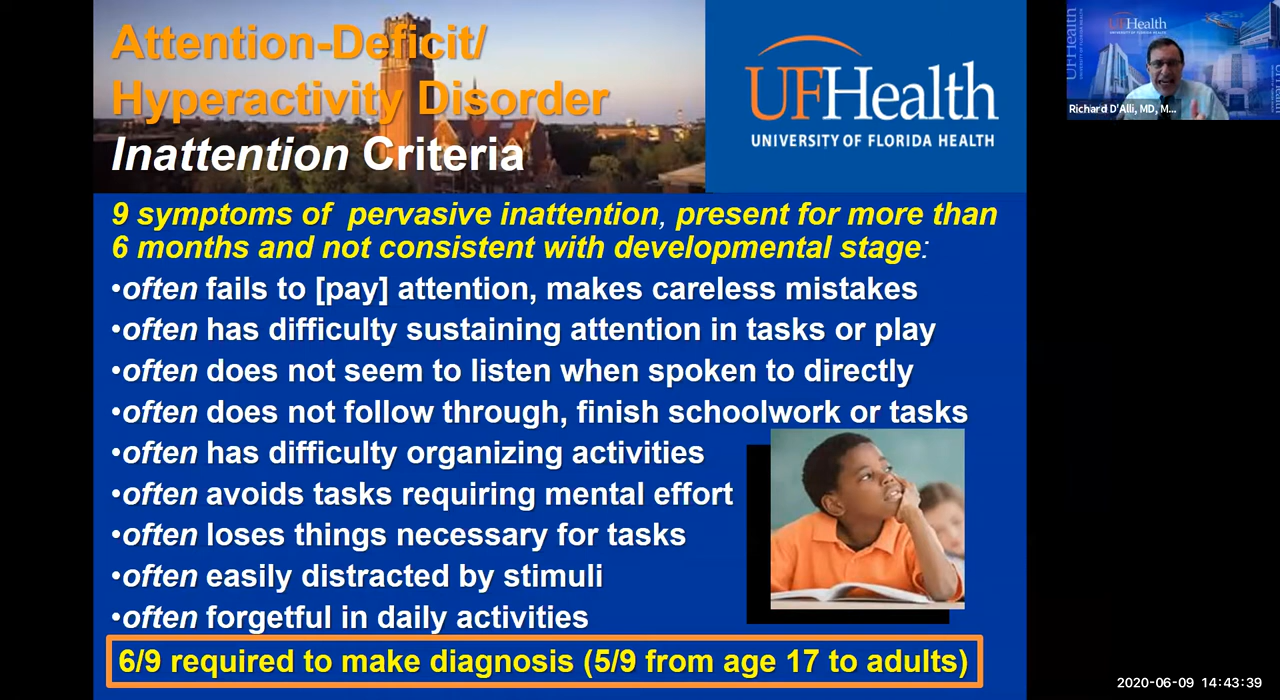 Attention-Deficit/
Hyperactivity Disorder
Inattention Criteria
UFHealth
UNIVERSITY OF FLORIDA HEALTH
9 symptoms of pervasive inattention, present for more than
6 months and not consistent with developmental stage:
•often fails to [pay] attention, makes careless mistakes
•often has difficulty sustaining attention in tasks or play
•often does not seem to listen when spoken to directly
•often does not follow through, finish schoolwork or tasks
•often has difficulty organizing activities
•often avoids tasks requiring mental effort
•often loses things necessary for tasks
•often easily distracted by stimuli
•often forgetful in daily activities
6/9 required to make diagnosis (5/9 from age 17 to adults)
UFHealth
UFHealth
Richard D'Alli, MD, M...
2020-06-09 14:43:39